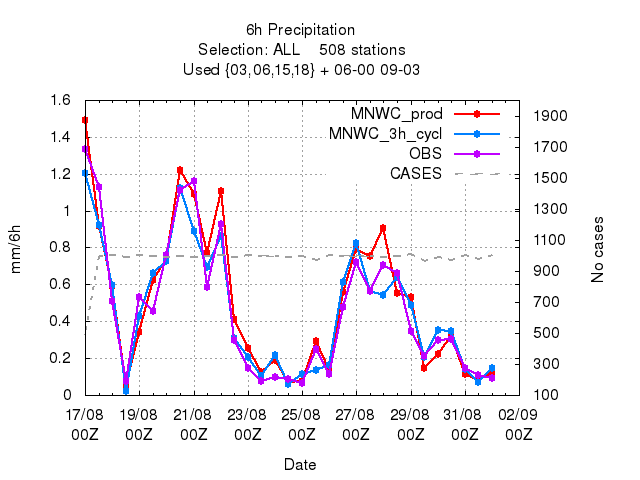 6h Precipitation
Selection: ALL    508 stations
Used {03,06,15,18} + 06-00 09-03
MNWC_prod
MNWC_3h_cycl
OBS
CASES
mm/6h
1.6
1.4
1.2
1
0.8
0.6
0.4
0.2
0
No cases
1900
1700
1500
1300
1100
900
700
500
300
100
17/08 19/08 21/08 23/08 25/08 27/08 29/08 31/08 02/09
00Z 00Z 00Z 00Z 00Z 00Z 00Z 00Z 00Z
Date